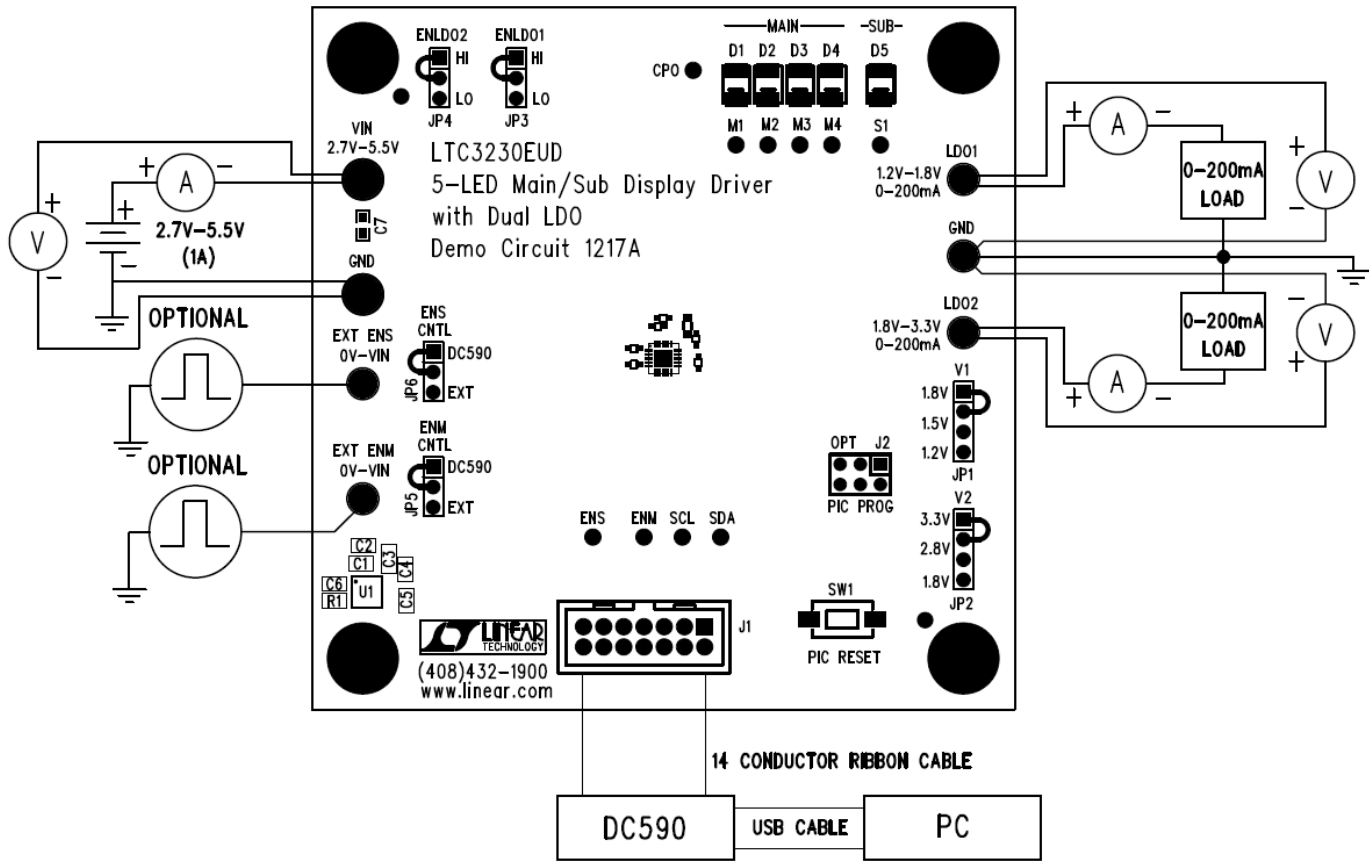 ENLDO2 ENLDO1
HI HI
LO LO
JP4 JP3
MAIN SUB
D1 D2 D3 D4 D5
CPO
M1 M2 M3 M4 S1
VIN
2.7V-5.5V
LTC3230EUD
5-LED Main/Sub Display Driver
with Dual LDO
Demo Circuit 1217A
C7
GND
+ A -
+ V -
+ -
2.7V-5.5V
(1A)
OPTIONAL
EXT ENS
0V-VIN
ENS
CNTL
DC590
EXT
JP6
OPTIONAL
EXT ENM
0V-VIN
ENM
CNTL
DC590
EXT
JP5
LDO1
1.2V-1.8V
0-200mA
GND
LDO2
1.8V-3.3V
0-200mA
+ A -
0-200mA
LOAD
+ V -
0-200mA
LOAD
- V +
+ A -
V1
1.8V
1.5V
1.2V
JP1
V2
3.3V
2.8V
1.8V
JP2
OPT J2
PIC PROG
ENS ENM SCL SDA
C2
C1
C3
C4
C6
R1
U1
C5
LINEAR
TECHNOLOGY
(408)432-1900
www.linear.com
J1
SW1
PIC RESET
14 CONDUCTOR RIBBON CABLE
DC590
USB CABLE
PC